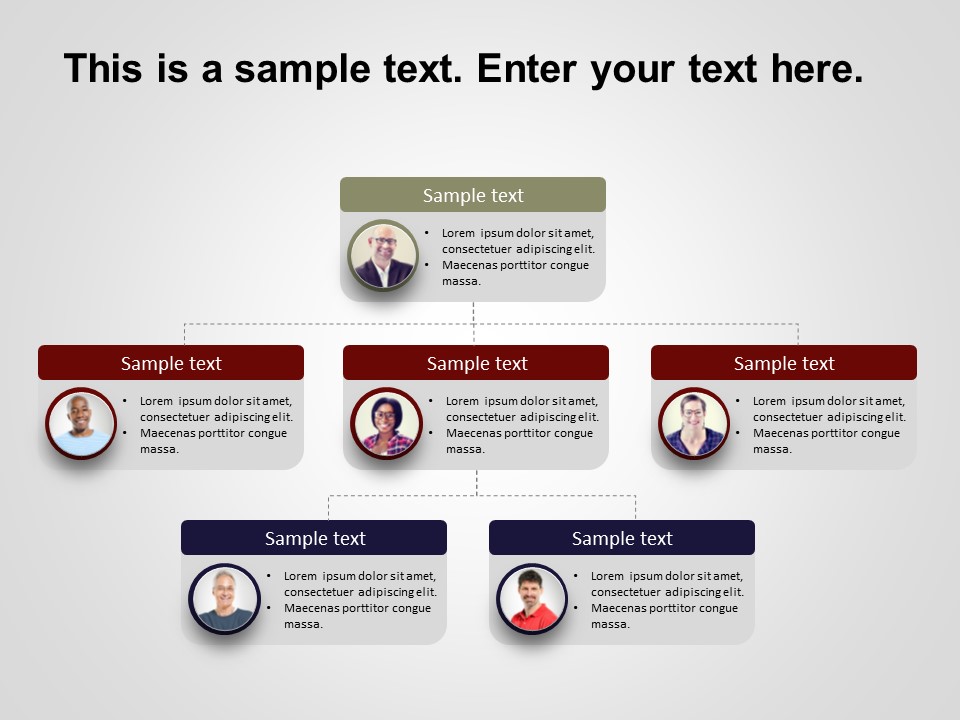 This is a sample text. Enter your text here.
Sample text
• Lorem ipsum dolor sit amet,
consectetuer adipiscing elit.
• Maecenas porttitor congue
massa.
Sample text
• Lorem ipsum dolor sit amet,
consectetuer adipiscing elit.
• Maecenas porttitor congue
massa.
Sample text
• Lorem ipsum dolor sit amet,
consectetuer adipiscing elit.
• Maecenas porttitor congue
massa.
Sample text
• Lorem ipsum dolor sit amet,
consectetuer adipiscing elit.
• Maecenas porttitor congue
massa.
Sample text
• Lorem ipsum dolor sit amet,
consectetuer adipiscing elit.
• Maecenas porttitor congue
massa.
Sample text
• Lorem ipsum dolor sit amet,
consectetuer adipiscing elit.
• Maecenas porttitor congue
massa.